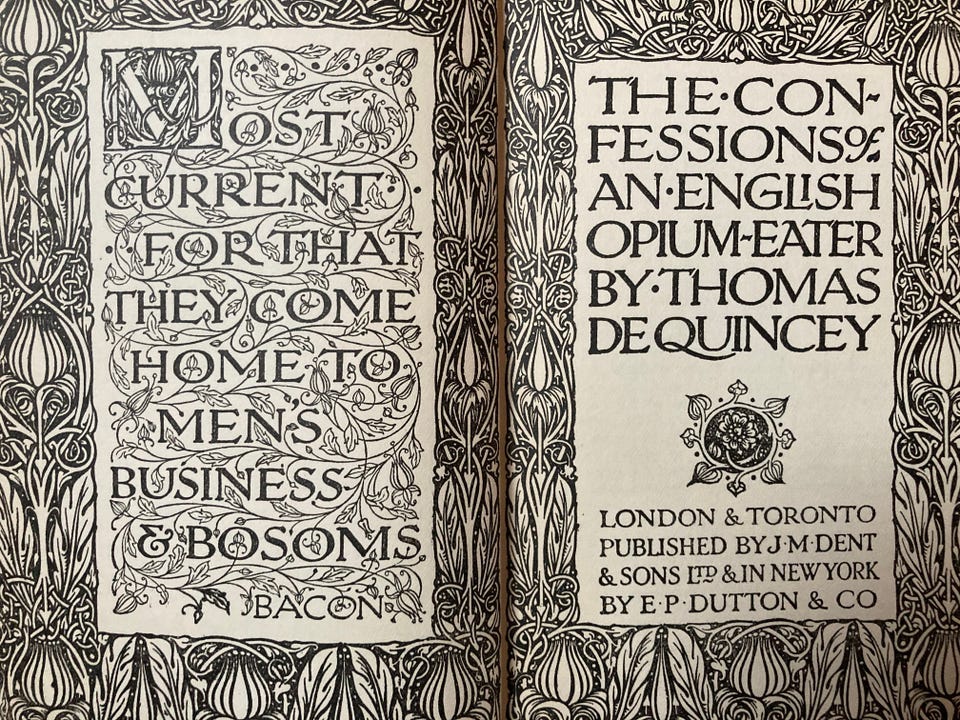 MOST
CURRENT
FOR THAT
THEY COME
HOME TO
MENS
BUSINESS
& BOSOMS
BACON
THE·CON-
FESSIONS OF
AN·ENGLISH
OPIUM-EATER
BY·THOMAS
DE QUINCEY
LONDON & TORONTO
PUBLISHED BY J·M·DENT
& SONS LTD & IN NEW YORK
BY E·P·DUTTON & CO